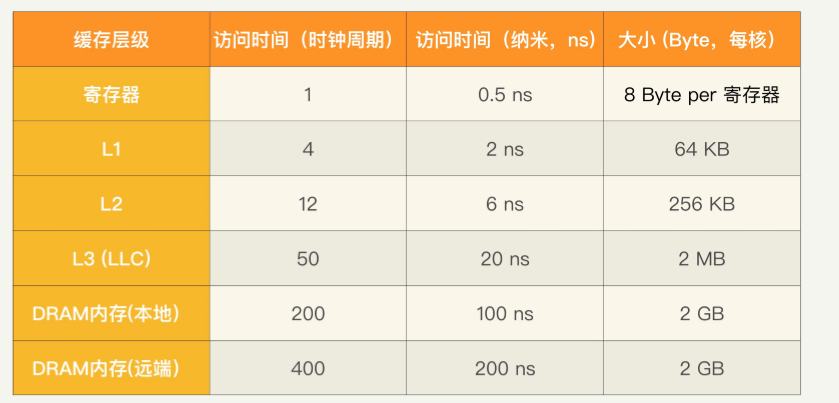 缓存层级 访问时间（时钟周期） 访问时间（纳米，ns） 大小 (Byte，每核）
寄存器 1 0.5 ns 8 Byte per 寄存器
L1 4 2 ns 64 KB
L2 12 6 ns 256 KB
L3 (LLC) 50 20 ns 2 MB
DRAM内存(本地) 200 100 ns 2 GB
DRAM内存(远端) 400 200 ns 2 GB